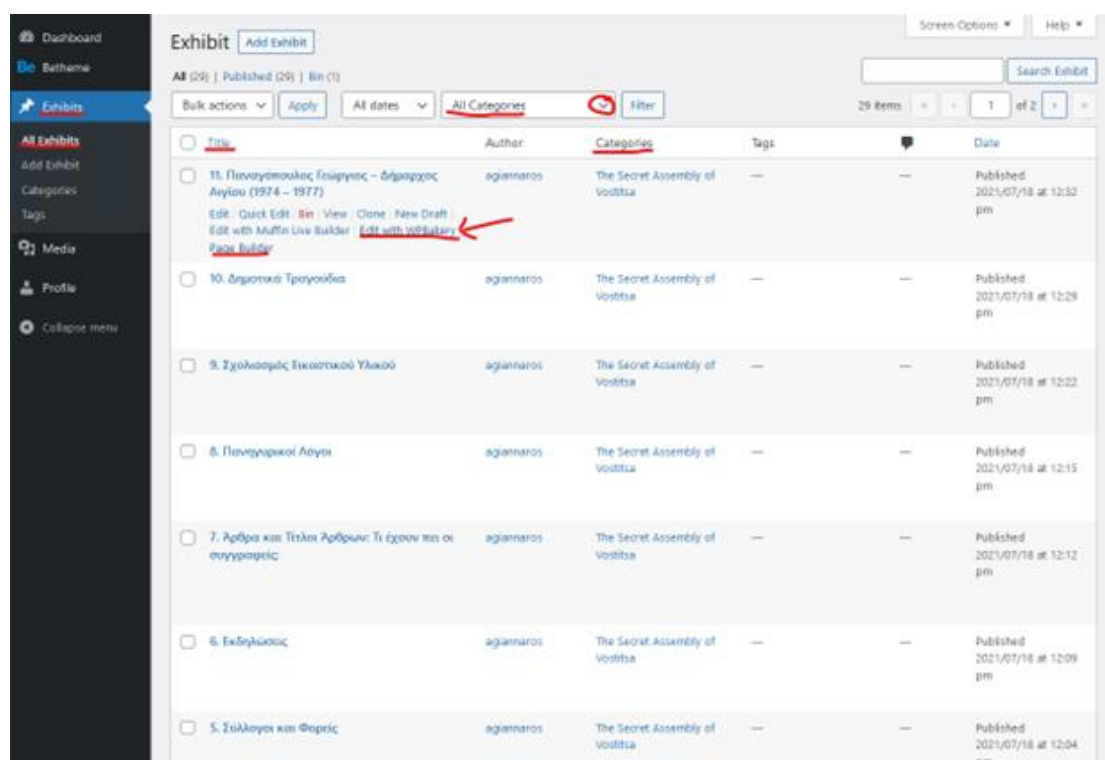 Dashboard
Be Betheme
Exhibits
All Exhibits
Add Exhibit
Categories
Tags
Media
Profile
Collapse menu
Screen Options Help
Exhibit Add Exhibit
All (29) | Published (29) | Bin (1)
Search Exhibit
Bulk actions Apply All dates All Categories Filter 29 items « ‹ 1 of 2 › »
Title Author Categories Tags Date
11. Παναγόπουλος Γεώργιος – Δήμαρχος
Αιγίου (1974 – 1977)
Edit | Quick Edit | Bin | View | Clone | New Draft |
Edit with Muffin Live Builder | Edit with WPBakery
Page Builder
agiannaros
The Secret Assembly of
Vostitsa
— —
Published
2021/07/18 at 12:32
pm
10. Δημοτικά Τραγούδια
agiannaros
The Secret Assembly of
Vostitsa
— —
Published
2021/07/18 at 12:29
pm
9. Σχολιασμός Εικαστικού Υλικού
agiannaros
The Secret Assembly of
Vostitsa
— —
Published
2021/07/18 at 12:22
pm
8. Πανηγυρικοί Λόγοι
agiannaros
The Secret Assembly of
Vostitsa
— —
Published
2021/07/18 at 12:15
pm
7. Άρθρα και Τίτλοι Άρθρων: Τι έχουν πει οι
συγγραφείς;
agiannaros
The Secret Assembly of
Vostitsa
— —
Published
2021/07/18 at 12:12
pm
6. Εκδηλώσεις
agiannaros
The Secret Assembly of
Vostitsa
— —
Published
2021/07/18 at 12:09
pm
5. Σύλλογοι και Φορείς
agiannaros
The Secret Assembly of
Vostitsa
— —
Published
2021/07/18 at 12:04